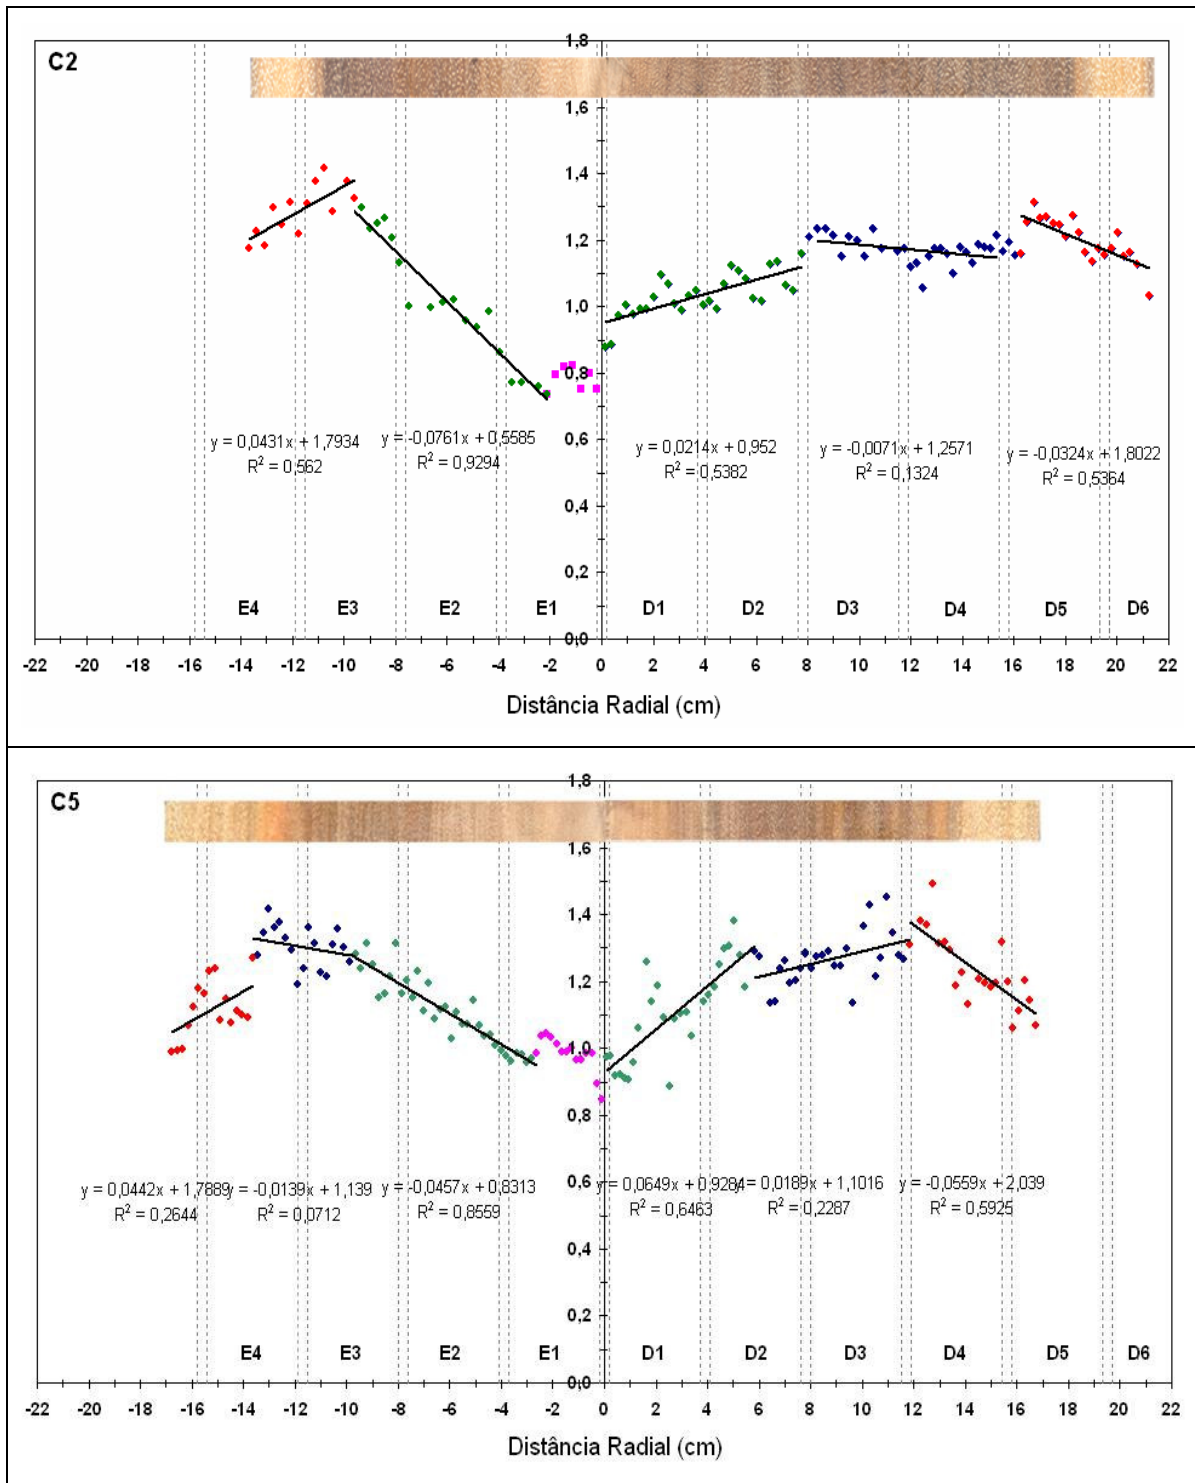 C2
1,8
1,6
1,4
1,2
1,0
0,8
0,6
0,4
0,2
0,0
y = 0,0431x + 1,7934
R² = 0,562
y = -0,0761x + 0,5585
R² = 0,9294
y = 0,0214x + 0,952
R² = 0,5382
y = -0,0071x + 1,2571
R² = 0,1324
y = -0,0324x + 1,8022
R² = 0,5364
E4 E3 E2 E1 D1 D2 D3 D4 D5 D6
-22 -20 -18 -16 -14 -12 -10 -8 -6 -4 -2 0 2 4 6 8 10 12 14 16 18 20 22
Distância Radial (cm)
C5
1,8
1,6
1,4
1,2
1,0
0,8
0,6
0,4
0,2
0,0
y = 0,0442x + 1,7889
R² = 0,2644
y = -0,0139x + 1,139
R² = 0,0712
y = -0,0457x + 0,8313
R² = 0,8559
y = 0,0649x + 0,9284
R² = 0,6463
y = 0,0189x + 1,1016
R² = 0,2287
y = -0,0559x + 2,039
R² = 0,5925
E4 E3 E2 E1 D1 D2 D3 D4 D5 D6
-22 -20 -18 -16 -14 -12 -10 -8 -6 -4 -2 0 2 4 6 8 10 12 14 16 18 20 22
Distância Radial (cm)